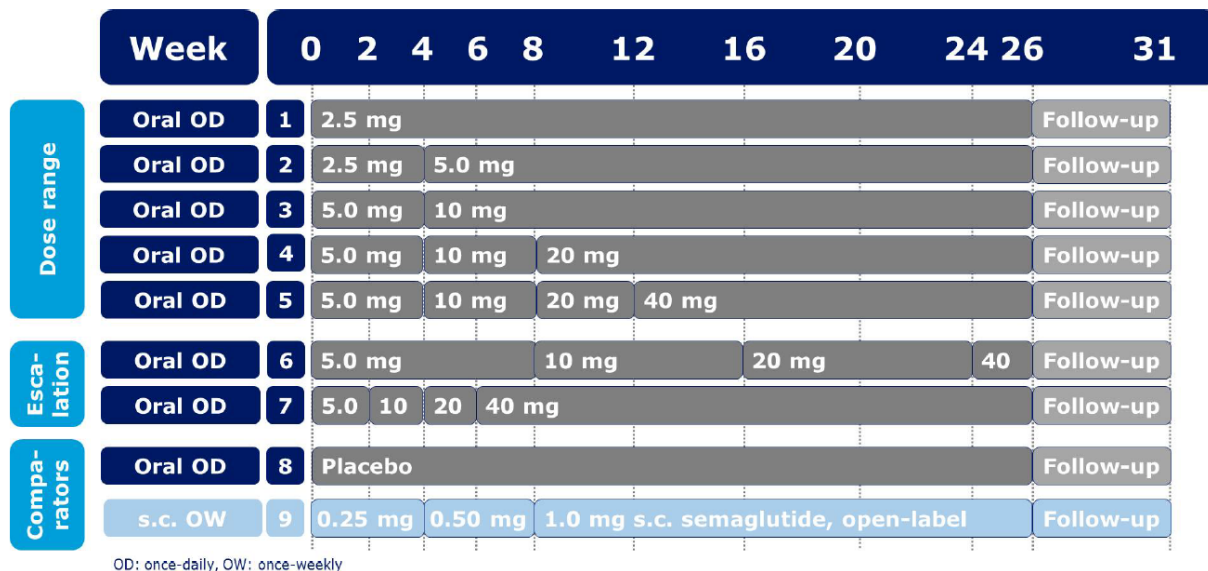 Week 0 2 4 6 8 12 16 20 24 26 31
Dose range
Oral OD 1 2.5 mg Follow-up
Oral OD 2 2.5 mg 5.0 mg Follow-up
Oral OD 3 5.0 mg 10 mg Follow-up
Oral OD 4 5.0 mg 10 mg 20 mg Follow-up
Oral OD 5 5.0 mg 10 mg 20 mg 40 mg Follow-up
Esca-
lation
Oral OD 6 5.0 mg 10 mg 20 mg 40 Follow-up
Oral OD 7 5.0 10 20 40 mg Follow-up
Compa-
rators
Oral OD 8 Placebo Follow-up
s.c. OW 9 0.25 mg 0.50 mg 1.0 mg s.c. semaglutide, open-label Follow-up
OD: once-daily, OW: once-weekly